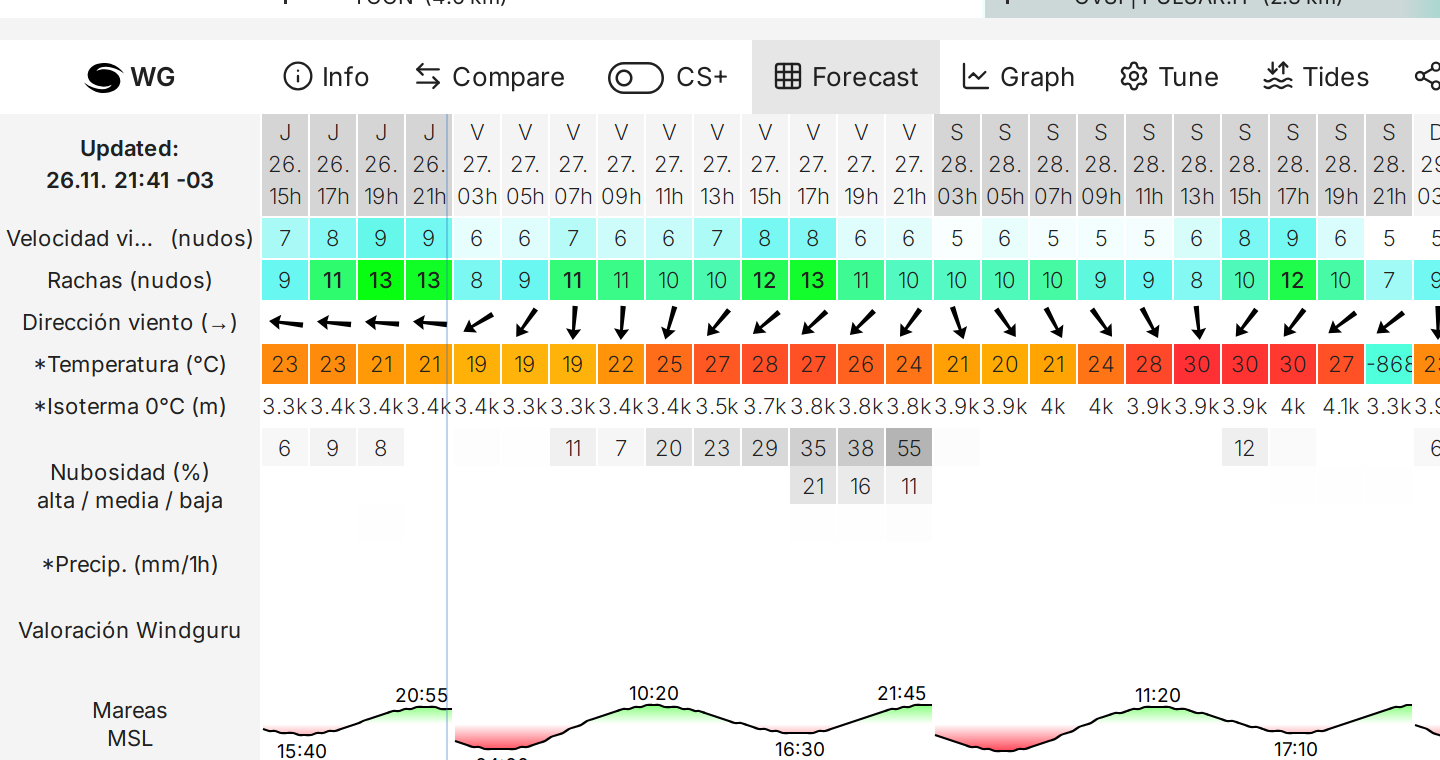 WG Info Compare CS+ Forecast Graph Tune Tides
J J J J V V V V V V V V V V S S S S S S S S S S
Updated: 26. 26. 26. 26. 27. 27. 27. 27. 27. 27. 27. 27. 27. 27. 28. 28. 28. 28. 28. 28. 28. 28. 28. 28.
26.11. 21:41 -03 15h 17h 19h 21h 03h 05h 07h 09h 11h 13h 15h 17h 19h 21h 03h 05h 07h 09h 11h 13h 15h 17h 19h 21h
Velocidad vi... (nudos) 7 8 9 9 6 6 7 6 6 7 8 8 6 6 5 6 5 5 5 6 8 9 6 5
Rachas (nudos) 9 11 13 13 8 9 11 11 10 10 12 13 11 10 10 10 10 9 9 8 10 12 10 7 9
Dirección viento (→)
*Temperatura (°C) 23 23 21 21 19 19 19 22 25 27 28 27 26 24 21 20 21 24 28 30 30 30 27 -868
*Isoterma 0°C (m) 3.3k 3.4k 3.4k 3.4k 3.4k 3.3k 3.3k 3.4k 3.4k 3.5k 3.7k 3.8k 3.8k 3.8k 3.9k 3.9k 4k 4k 3.9k 3.9k 3.9k 4k 4.1k 3.3k
6 9 8 11 7 20 23 29 35 38 55 12
Nubosidad (%)
21 16 11
alta / media / baja
*Precip. (mm/1h)
Valoración Windguru
20:55 10:20 21:45 11:20
Mareas
MSL
15:40 16:30 17:10